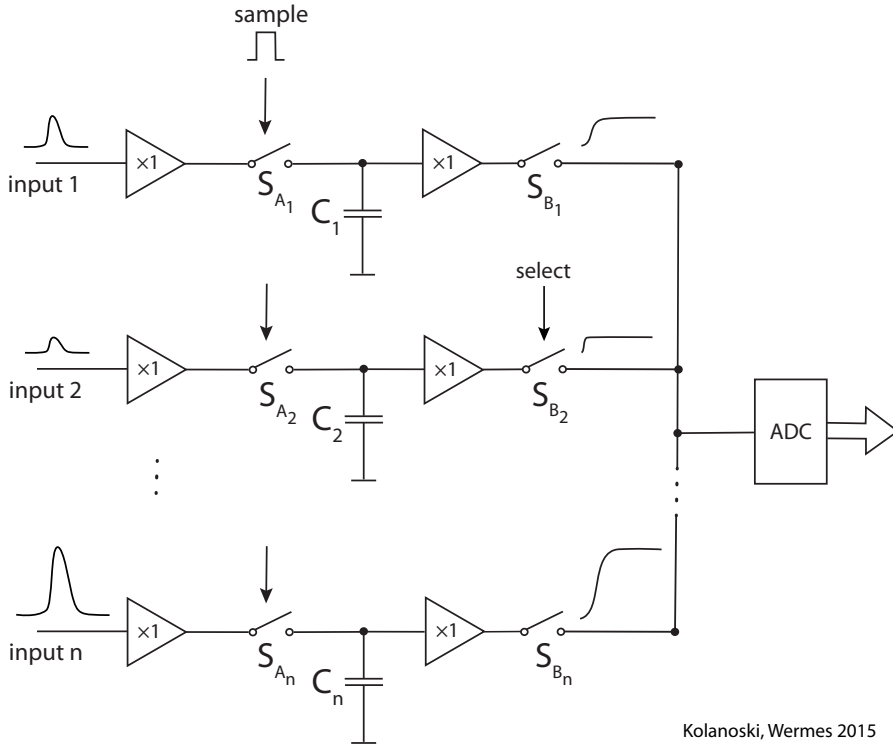 sample
×1
×1
input 1
S_A1
C_1
S_B1
select
×1
×1
input 2
S_A2
C_2
S_B2
ADC
×1
×1
input n
S_An
C_n
S_Bn
Kolanoski, Wermes 2015